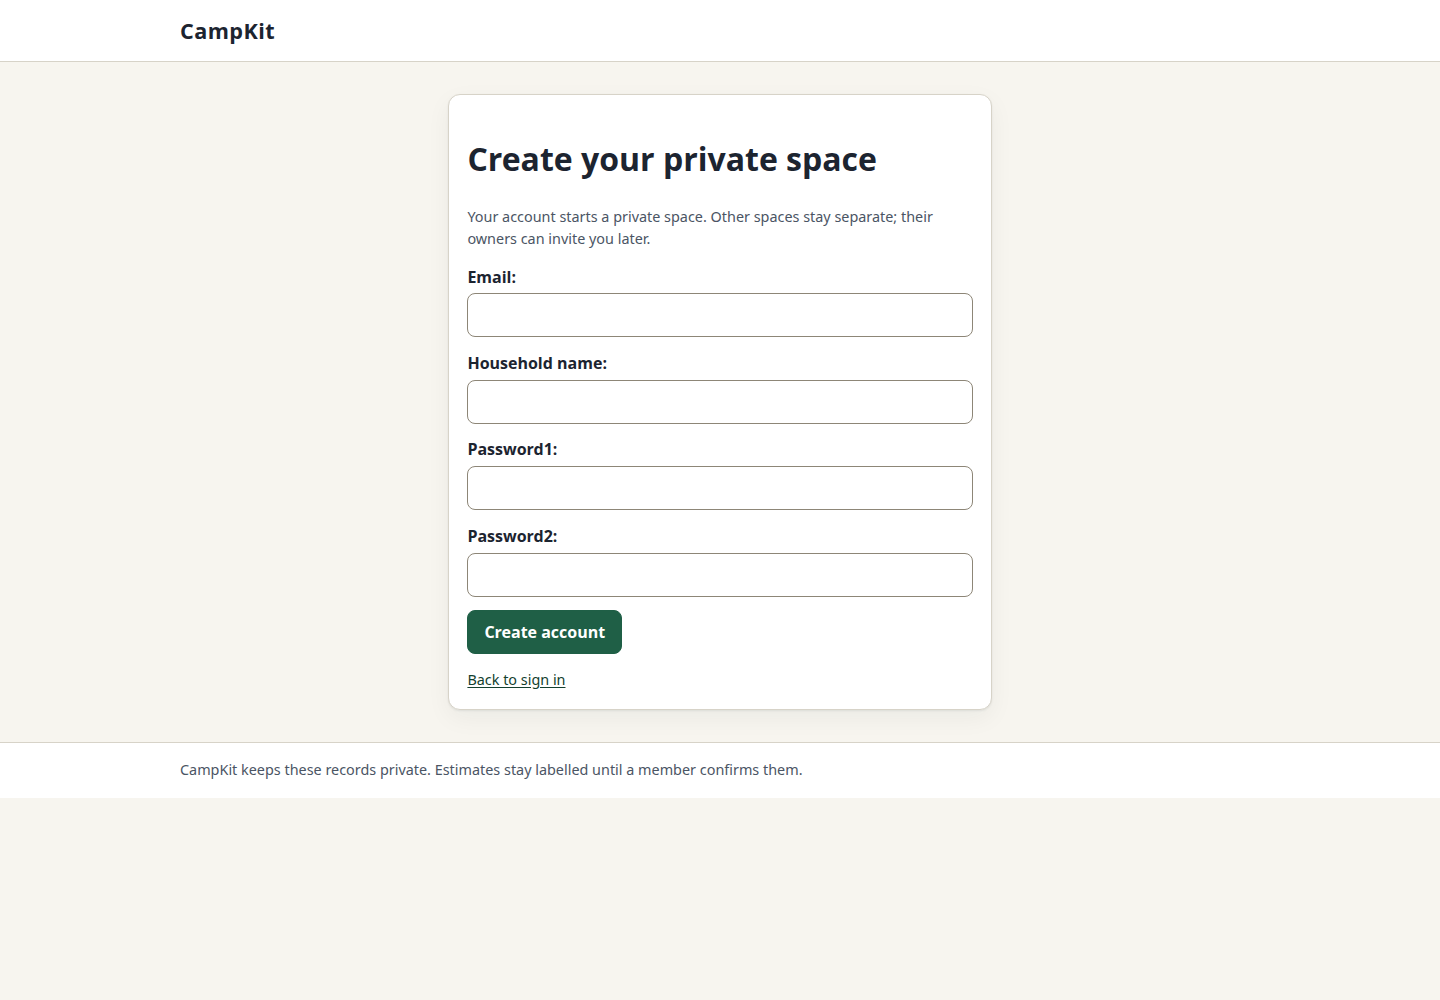 CampKit
Create your private space
Your account starts a private space. Other spaces stay separate; their
owners can invite you later.
Email:
Household name:
Password1:
Password2:
Create account
Back to sign in
CampKit keeps these records private. Estimates stay labelled until a member confirms them.